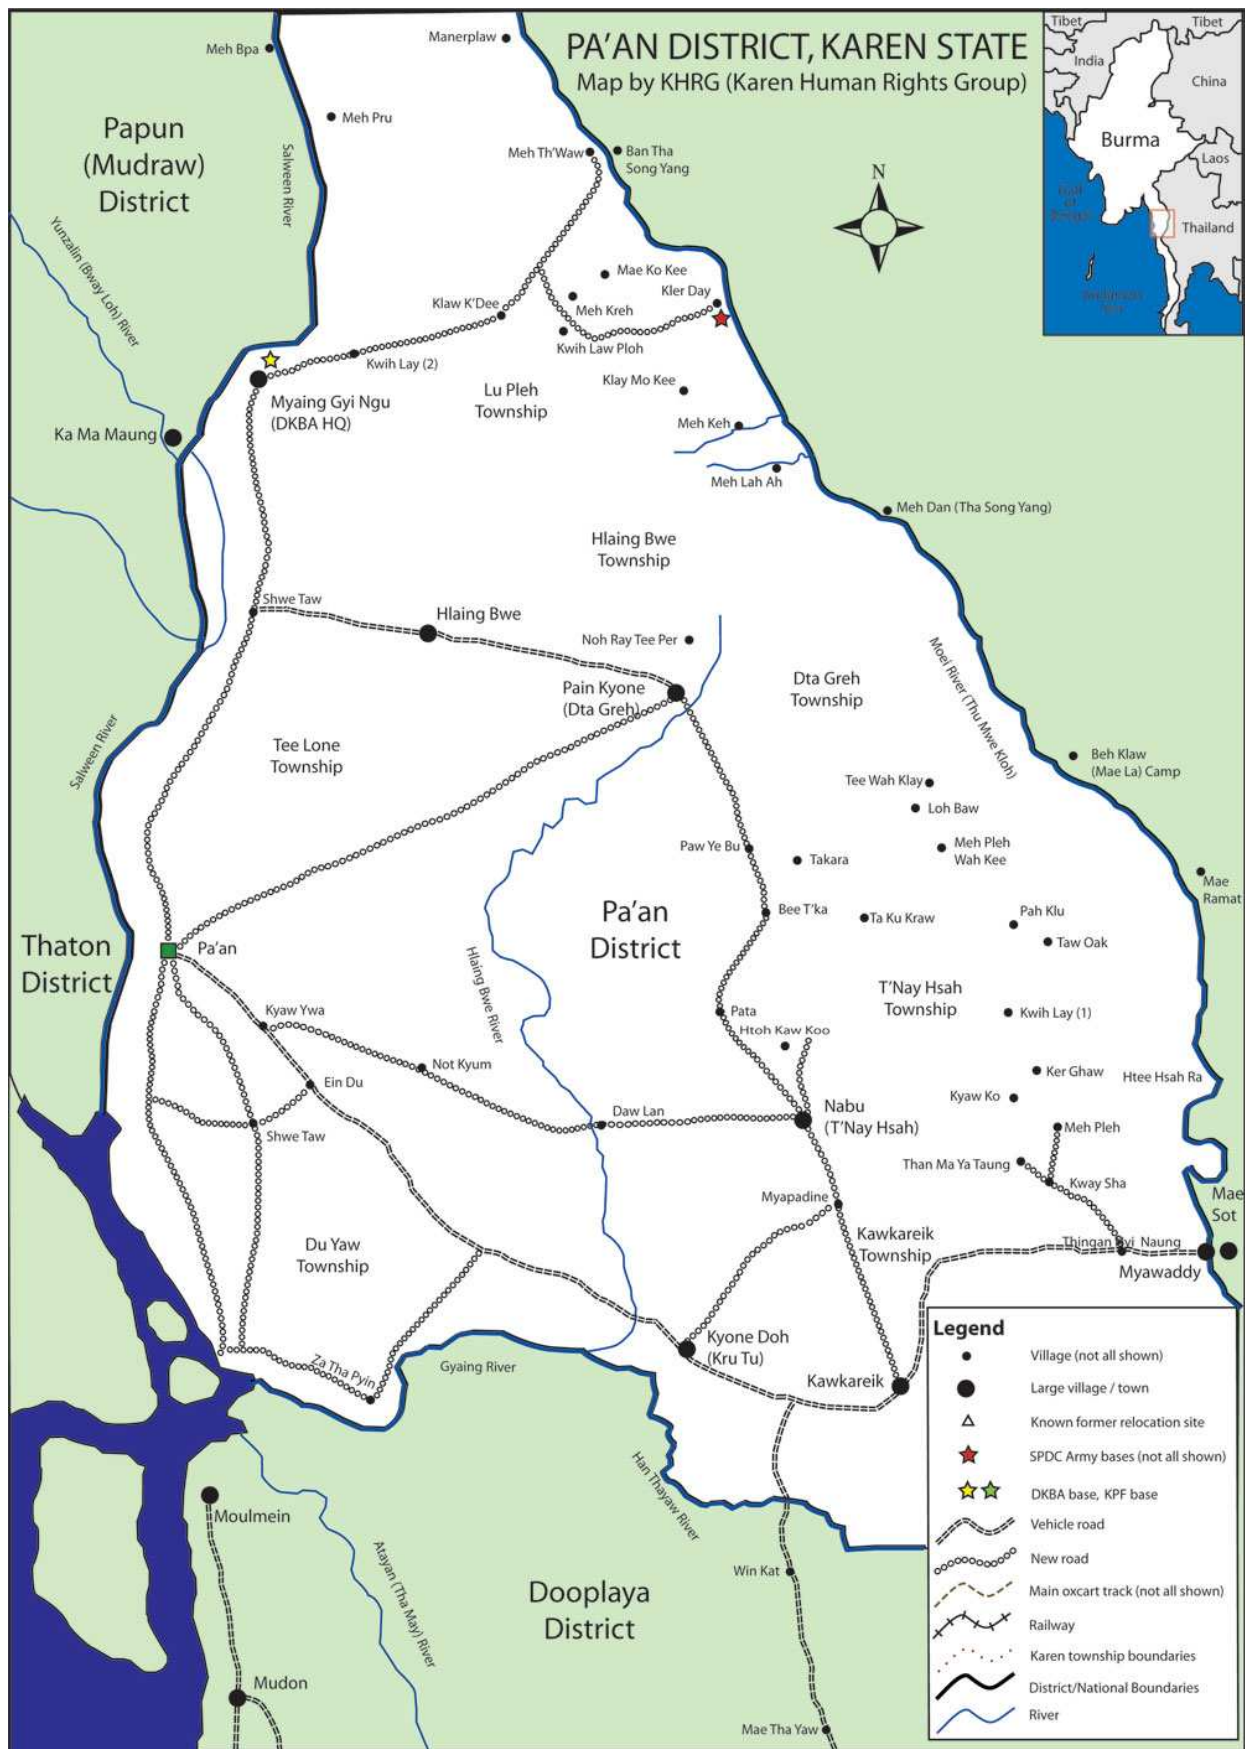 PA'AN DISTRICT, KAREN STATE
Map by KHRG (Karen Human Rights Group)
Tibet
Tibet
India
China
Burma
Laos
Thailand
N
Meh Bpa
Manerplaw
Meh Pru
Papun
(Mudraw)
District
Salween River
Meh Th'Waw
Ban Tha
Song Yang
Yunzalin (Bway Loh) River
Mae Ko Kee
Kler Day
Klaw K'Dee
Meh Kreh
Kwih Law Ploh
Kwih Lay (2)
Lu Pleh
Township
Klay Mo Kee
Myaing Gyi Ngu
(DKBA HQ)
Ka Ma Maung
Meh Keh
Meh Lah Ah
Meh Dan (Tha Song Yang)
Hlaing Bwe
Township
Shwe Taw
Hlaing Bwe
Noh Ray Tee Per
Moei River (Thu Mwe Kloh)
Pain Kyone
(Dta Greh)
Dta Greh
Township
Salween River
Tee Lone
Township
Beh Klaw
(Mae La) Camp
Tee Wah Klay
Loh Baw
Paw Ye Bu
Takara
Meh Pleh
Wah Kee
Mae
Ramat
Pa'an
District
Bee T'ka
Ta Ku Kraw
Pah Klu
Taw Oak
Thaton
District
Pa'an
Hlaing Bwe River
T'Nay Hsah
Township
Kyaw Ywa
Pata
Kwih Lay (1)
Htoh Kaw Koo
Not Kyum
Ein Du
Ker Ghaw
Htee Hsah Ra
Kyaw Ko
Daw Lan
Nabu
(T'Nay Hsah)
Shwe Taw
Meh Pleh
Than Ma Ya Taung
Kway Sha
Myapadine
Mae
Sot
Du Yaw
Township
Kawkareik
Township
Thingan Nyi Naung
Myawaddy
Kyone Doh
(Kru Tu)
Za Tha Pyin
Gyaing River
Kawkareik
Han Thayaw River
Moulmein
Atayan (Tha May) River
Win Kat
Dooplaya
District
Mudon
Mae Tha Yaw
Legend
Village (not all shown)
Large village / town
Known former relocation site
SPDC Army bases (not all shown)
DKBA base, KPF base
Vehicle road
New road
Main oxcart track (not all shown)
Railway
Karen township boundaries
District/National Boundaries
River